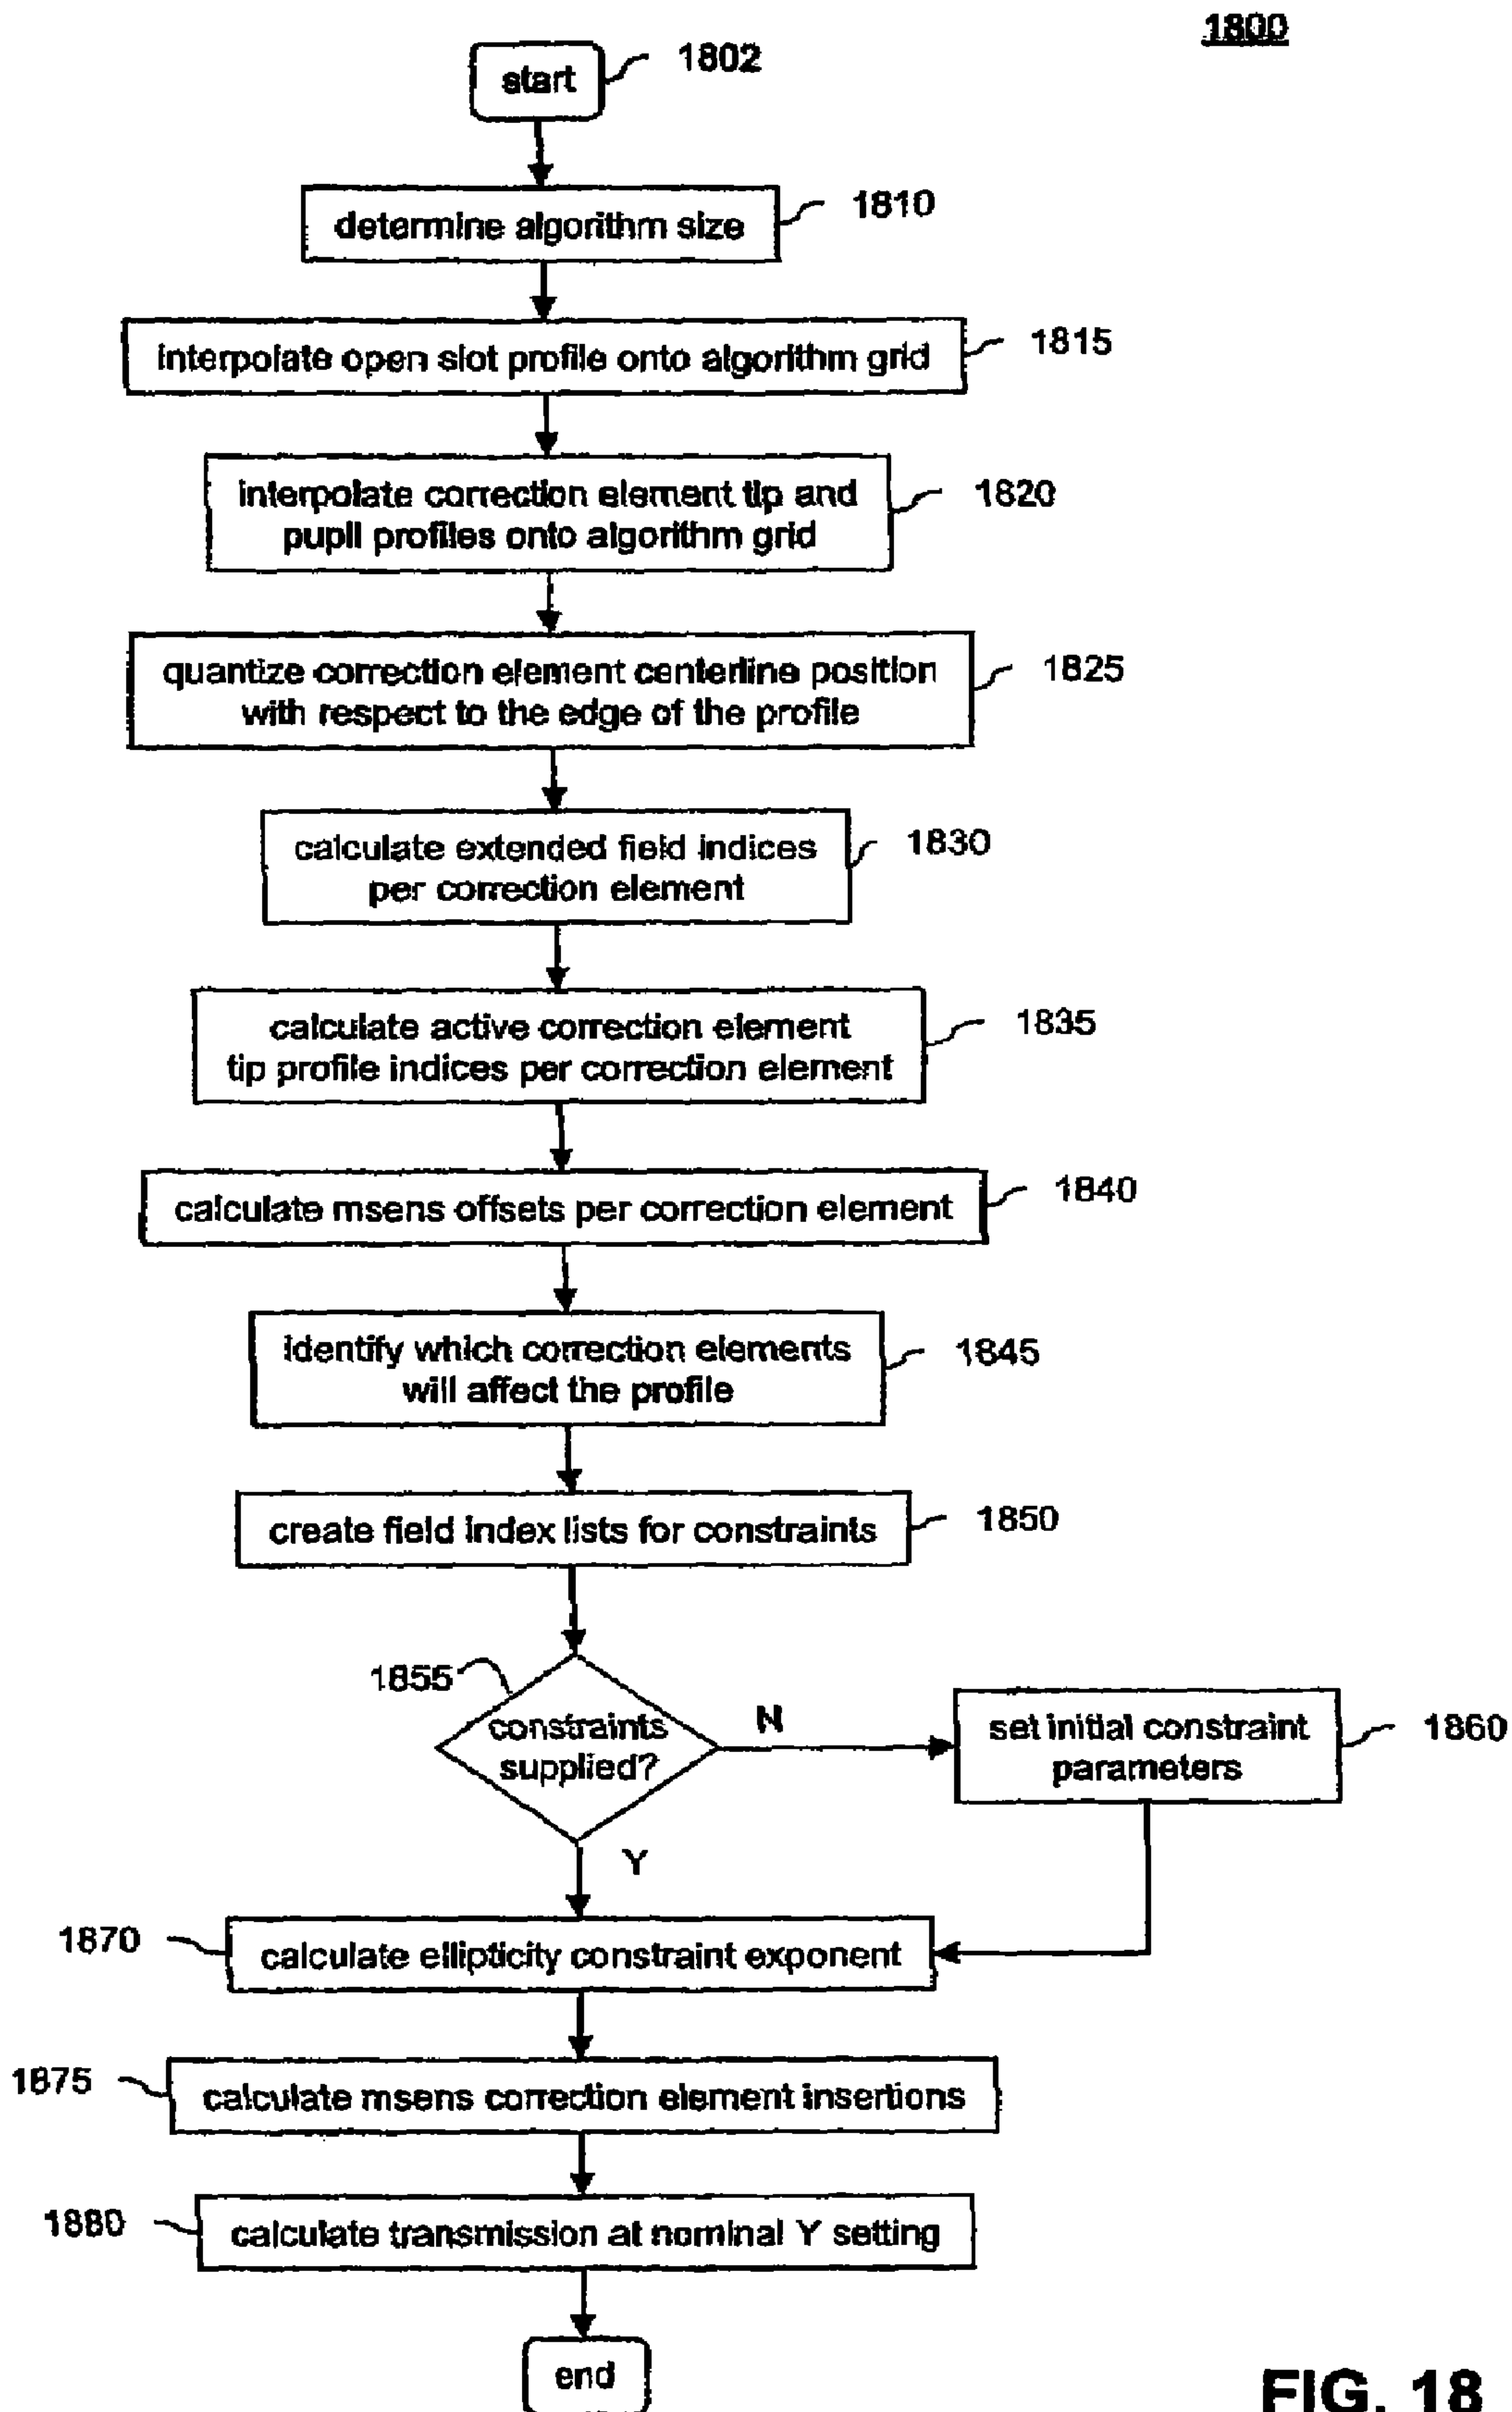 1800
start
1802
determine algorithm size
1810
interpolate open slot profile onto algorithm grid
1815
interpolate correction element tip and
pupil profiles onto algorithm grid
1820
quantize correction element centerline position
with respect to the edge of the profile
1825
calculate extended field indices
per correction element
1830
calculate active correction element
tip profile indices per correction element
1835
calculate msens offsets per correction element
1840
identify which correction elements
will affect the profile
1845
create field index lists for constraints
1850
1855
constraints
supplied?
N
set initial constraint
parameters
1860
Y
1870
calculate ellipticity constraint exponent
1875
calculate msens correction element insertions
1880
calculate transmission at nominal Y setting
end
FIG. 18